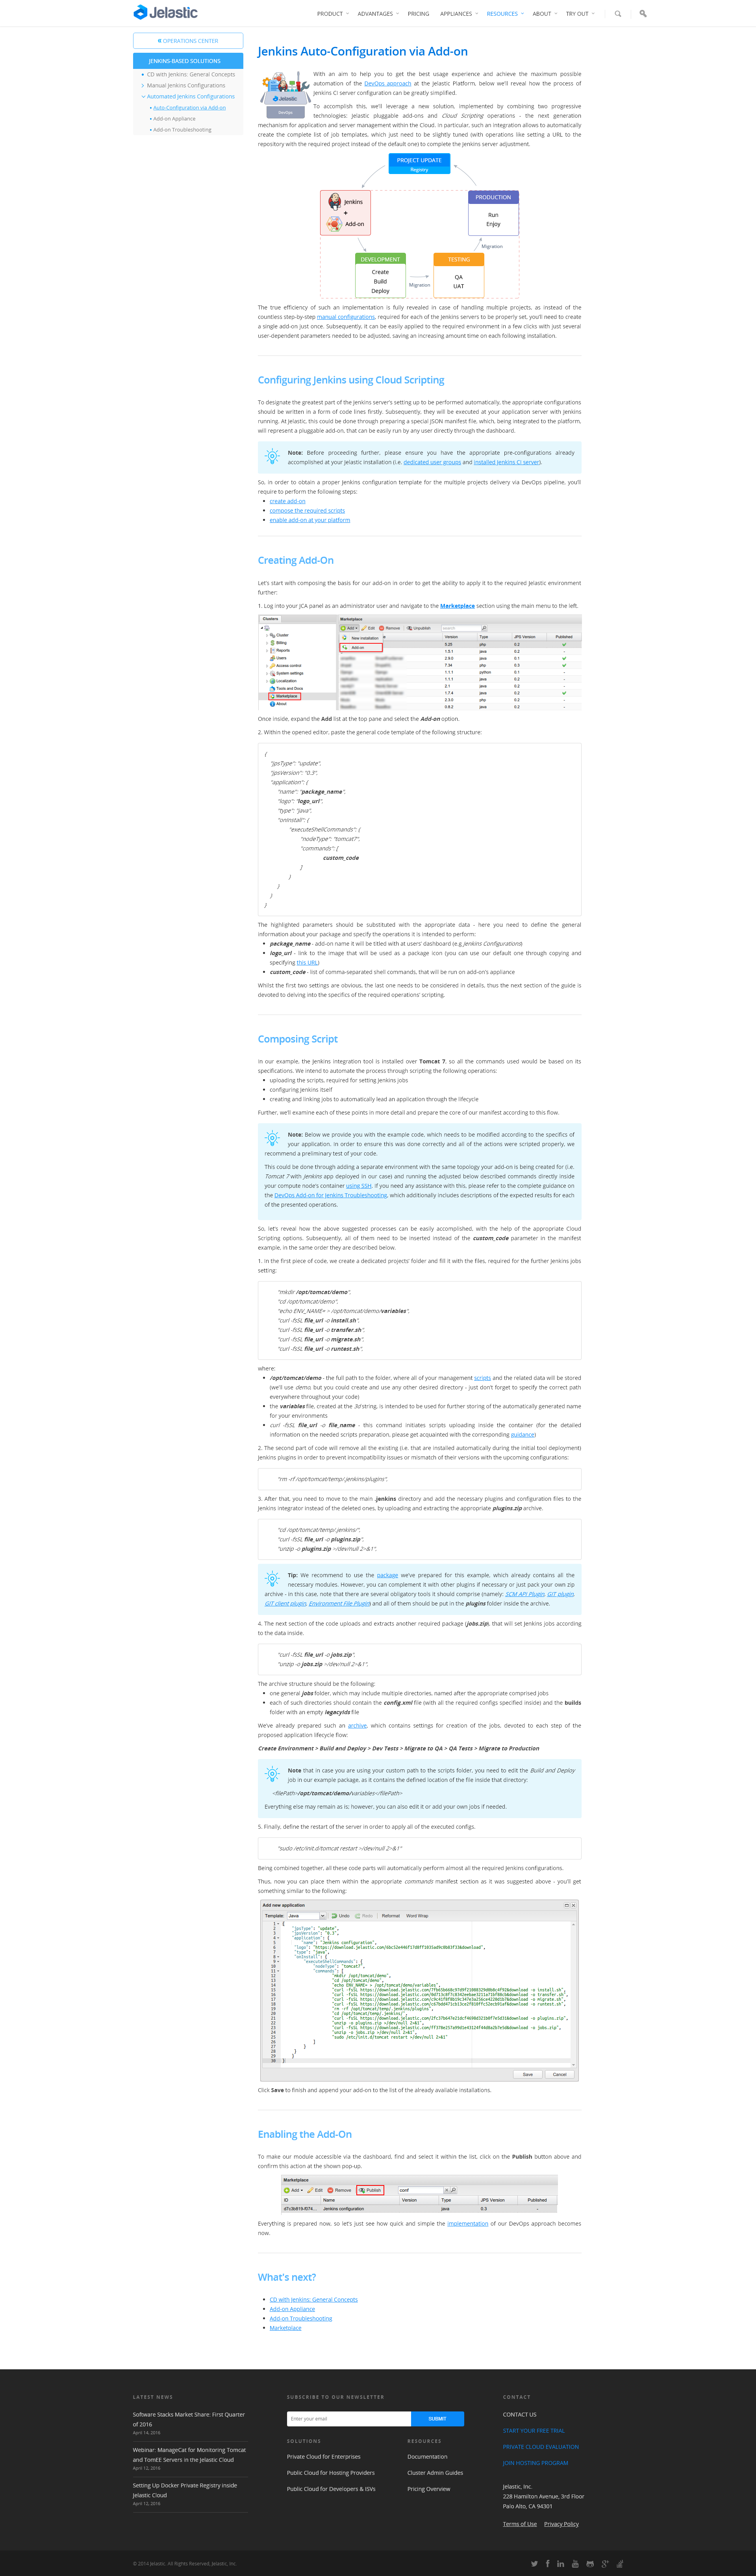 Jelastic
PRODUCT
ADVANTAGES
PRICING
APPLIANCES
RESOURCES
ABOUT
TRY OUT
OPERATIONS CENTER
JENKINS-BASED SOLUTIONS
CD with Jenkins: General Concepts
Manual Jenkins Configurations
Automated Jenkins Configurations
Auto-Configuration via Add-on
Add-on Appliance
Add-on Troubleshooting
Jenkins Auto-Configuration via Add-on
With an aim to help you to get the best usage experience and achieve the maximum possible
automation of the DevOps approach at the Jelastic Platform, below we'll reveal how the process of
Jenkins CI server configuration can be greatly simplified.
To accomplish this, we'll leverage a new solution, implemented by combining two progressive
technologies: Jelastic pluggable add-ons and Cloud Scripting operations - the next generation
mechanism for application and server management within the Cloud. In particular, such an integration allows to automatically
create the complete list of job templates, which just needed to be slightly tuned (with operations like setting a URL to the
repository with the required project instead of the default one) to complete the Jenkins server adjustment.
Jelastic
DevOps
PROJECT UPDATE
Registry
Jenkins
+
Add-on
PRODUCTION
Run
Enjoy
Migration
DEVELOPMENT
Create
Build
Deploy
Migration
TESTING
QA
UAT
The true efficiency of such an implementation is fully revealed in case of handling multiple projects, as instead of the
countless step-by-step manual configurations, required for each of the Jenkins servers to be properly set, you'll need to create
a single add-on just once. Subsequently, it can be easily applied to the required environment in a few clicks with just several
user-dependent parameters needed to be adjusted, saving an increasing amount time on each following installation.
Configuring Jenkins using Cloud Scripting
To designate the greatest part of the Jenkins server's setting up to be performed automatically, the appropriate configurations
should be written in a form of code lines firstly. Subsequently, they will be executed at your application server with Jenkins
running. At Jelastic, this could be done through preparing a special JSON manifest file, which, being integrated to the platform,
will represent a pluggable add-on, that can be easily run by any user directly through the dashboard.
Note: Before proceeding further, please ensure you have the appropriate pre-configurations already
accomplished at your Jelastic installation (i.e. dedicated user groups and installed Jenkins CI server).
So, in order to obtain a proper Jenkins configuration template for the multiple projects delivery via DevOps pipeline, you'll
require to perform the following steps:
create add-on
compose the required scripts
enable add-on at your platform
Creating Add-On
Let's start with composing the basis for our add-on in order to get the ability to apply it to the required Jelastic environment
further:
1. Log into your JCA panel as an administrator user and navigate to the Marketplace section using the main menu to the left.
Clusters
Cluster
Billing
Reports
Users
Access control
System settings
Localization
Tools and Docs
Marketplace
About
Marketplace
Add Edit Remove Unpublish search
New installation
Add-on
Version Type JPS Version Published
Once inside, expand the Add list at the top pane and select the Add-on option.
2. Within the opened editor, paste the general code template of the following structure:
{
"jpsType": "update",
"jpsVersion": "0.3",
"application": {
"name": "package_name",
"logo": "logo_url",
"type": "java",
"onInstall": {
"executeShellCommands": {
"nodeType": "tomcat7",
"commands": [
custom_code
]
}
}
}
}
The highlighted parameters should be substituted with the appropriate data - here you need to define the general
information about your package and specify the operations it is intended to perform:
package_name - add-on name it will be titled with at users' dashboard (e.g. Jenkins Configurations)
logo_url - link to the image that will be used as a package icon (you can use our default one through copying and
specifying this URL)
custom_code - list of comma-separated shell commands, that will be run on add-on's appliance
Whilst the first two settings are obvious, the last one needs to be considered in details, thus the next section of the guide is
devoted to delving into the specifics of the required operations' scripting.
Composing Script
In our example, the Jenkins integration tool is installed over Tomcat 7, so all the commands used would be based on its
specifications. We intend to automate the process through scripting the following operations:
uploading the scripts, required for setting Jenkins jobs
configuring Jenkins itself
creating and linking jobs to automatically lead an application through the lifecycle
Further, we'll examine each of these points in more detail and prepare the core of our manifest according to this flow.
Note: Below we provide you with the example code, which needs to be modified according to the specifics of
your application. In order to ensure this was done correctly and all of the actions were scripted properly, we
recommend a preliminary test of your code.
This could be done through adding a separate environment with the same topology your add-on is being created for (i.e.
Tomcat 7 with Jenkins app deployed in our case) and running the adjusted below described commands directly inside
your compute node's container using SSH. If you need any assistance with this, please refer to the complete guidance on
the DevOps Add-on for Jenkins Troubleshooting, which additionally includes descriptions of the expected results for each
of the presented operations.
So, let's reveal how the above suggested processes can be easily accomplished, with the help of the appropriate Cloud
Scripting options. Subsequently, all of them need to be inserted instead of the custom_code parameter in the manifest
example, in the same order they are described below.
1. In the first piece of code, we create a dedicated projects' folder and fill it with the files, required for the further Jenkins jobs
setting:
"mkdir /opt/tomcat/demo",
"cd /opt/tomcat/demo",
"echo ENV_NAME= > /opt/tomcat/demo/variables",
"curl -fsSL file_url -o install.sh",
"curl -fsSL file_url -o transfer.sh",
"curl -fsSL file_url -o migrate.sh",
"curl -fsSL file_url -o runtest.sh",
where:
/opt/tomcat/demo - the full path to the folder, where all of your management scripts and the related data will be stored
(we'll use demo, but you could create and use any other desired directory - just don't forget to specify the correct path
everywhere throughout your code)
the variables file, created at the 3d string, is intended to be used for further storing of the automatically generated name
for your environments
curl -fsSL file_url -o file_name - this command initiates scripts uploading inside the container (for the detailed
information on the needed scripts preparation, please get acquainted with the corresponding guidance)
2. The second part of code will remove all the existing (i.e. that are installed automatically during the initial tool deployment)
Jenkins plugins in order to prevent incompatibility issues or mismatch of their versions with the upcoming configurations:
"rm -rf /opt/tomcat/temp/.jenkins/plugins",
3. After that, you need to move to the main .jenkins directory and add the necessary plugins and configuration files to the
Jenkins integrator instead of the deleted ones, by uploading and extracting the appropriate plugins.zip archive.
"cd /opt/tomcat/temp/.jenkins/",
"curl -fsSL file_url -o plugins.zip",
"unzip -o plugins.zip >/dev/null 2>&1",
Tip: We recommend to use the package we've prepared for this example, which already contains all the
necessary modules. However, you can complement it with other plugins if necessary or just pack your own zip
archive - in this case, note that there are several obligatory tools it should comprise (namely: SCM API Plugin, GIT plugin,
GIT client plugin, Environment File Plugin) and all of them should be put in the plugins folder inside the archive.
4. The next section of the code uploads and extracts another required package (jobs.zip), that will set Jenkins jobs according
to the data inside.
"curl -fsSL file_url -o jobs.zip",
"unzip -o jobs.zip >/dev/null 2>&1",
The archive structure should be the following:
one general jobs folder, which may include multiple directories, named after the appropriate comprised jobs
each of such directories should contain the config.xml file (with all the required configs specified inside) and the builds
folder with an empty legacyIds file
We've already prepared such an archive, which contains settings for creation of the jobs, devoted to each step of the
proposed application lifecycle flow:
Create Environment > Build and Deploy > Dev Tests > Migrate to QA > QA Tests > Migrate to Production
Note that in case you are using your custom path to the scripts folder, you need to edit the Build and Deploy
job in our example package, as it contains the defined location of the file inside that directory:
<filePath>/opt/tomcat/demo/variables</filePath>
Everything else may remain as is; however, you can also edit it or add your own jobs if needed.
5. Finally, define the restart of the server in order to apply all of the executed configs.
"sudo /etc/init.d/tomcat restart >/dev/null 2>&1"
Being combined together, all these code parts will automatically perform almost all the required Jenkins configurations.
Thus, now you can place them within the appropriate commands manifest section as it was suggested above - you'll get
something similar to the following:
Add new application
Template: Java Undo Redo Reformat Word Wrap
"jpsType": "update",
"jpsVersion": "0.3",
"application": {
"name": "Jenkins configuration",
"type": "java",
"onInstall": {
"executeShellCommands": {
"nodeType": "tomcat7",
"commands": [
"mkdir /opt/tomcat/demo",
"cd /opt/tomcat/demo",
"echo ENV_NAME= > /opt/tomcat/demo/variables",
"rm -rf /opt/tomcat/temp/.jenkins/plugins",
"cd /opt/tomcat/temp/.jenkins/",
"unzip -o plugins.zip >/dev/null 2>&1",
"unzip -o jobs.zip >/dev/null 2>&1",
"sudo /etc/init.d/tomcat restart >/dev/null 2>&1"
Save Cancel
Click Save to finish and append your add-on to the list of the already available installations.
Enabling the Add-On
To make our module accessible via the dashboard, find and select it within the list, click on the Publish button above and
confirm this action at the shown pop-up.
Marketplace
Add Edit Remove Publish conf
ID Name Version Type JPS Version Published
Jenkins configuration java 0.3 -
Everything is prepared now, so let's just see how quick and simple the implementation of our DevOps approach becomes
now.
What's next?
CD with Jenkins: General Concepts
Add-on Appliance
Add-on Troubleshooting
Marketplace
LATEST NEWS
Software Stacks Market Share: First Quarter
of 2016
April 14, 2016
Webinar: ManageCat for Monitoring Tomcat
and TomEE Servers in the Jelastic Cloud
April 12, 2016
Setting Up Docker Private Registry inside
Jelastic Cloud
April 12, 2016
SUBSCRIBE TO OUR NEWSLETTER
Enter your email
SUBMIT
SOLUTIONS
Private Cloud for Enterprises
Public Cloud for Hosting Providers
Public Cloud for Developers & ISVs
RESOURCES
Documentation
Cluster Admin Guides
Pricing Overview
CONTACT
CONTACT US
START YOUR FREE TRIAL
PRIVATE CLOUD EVALUATION
JOIN HOSTING PROGRAM
Jelastic, Inc.
228 Hamilton Avenue, 3rd Floor
Palo Alto, CA 94301
Terms of Use Privacy Policy
© 2014 Jelastic. All Rights Reserved, Jelastic, Inc.